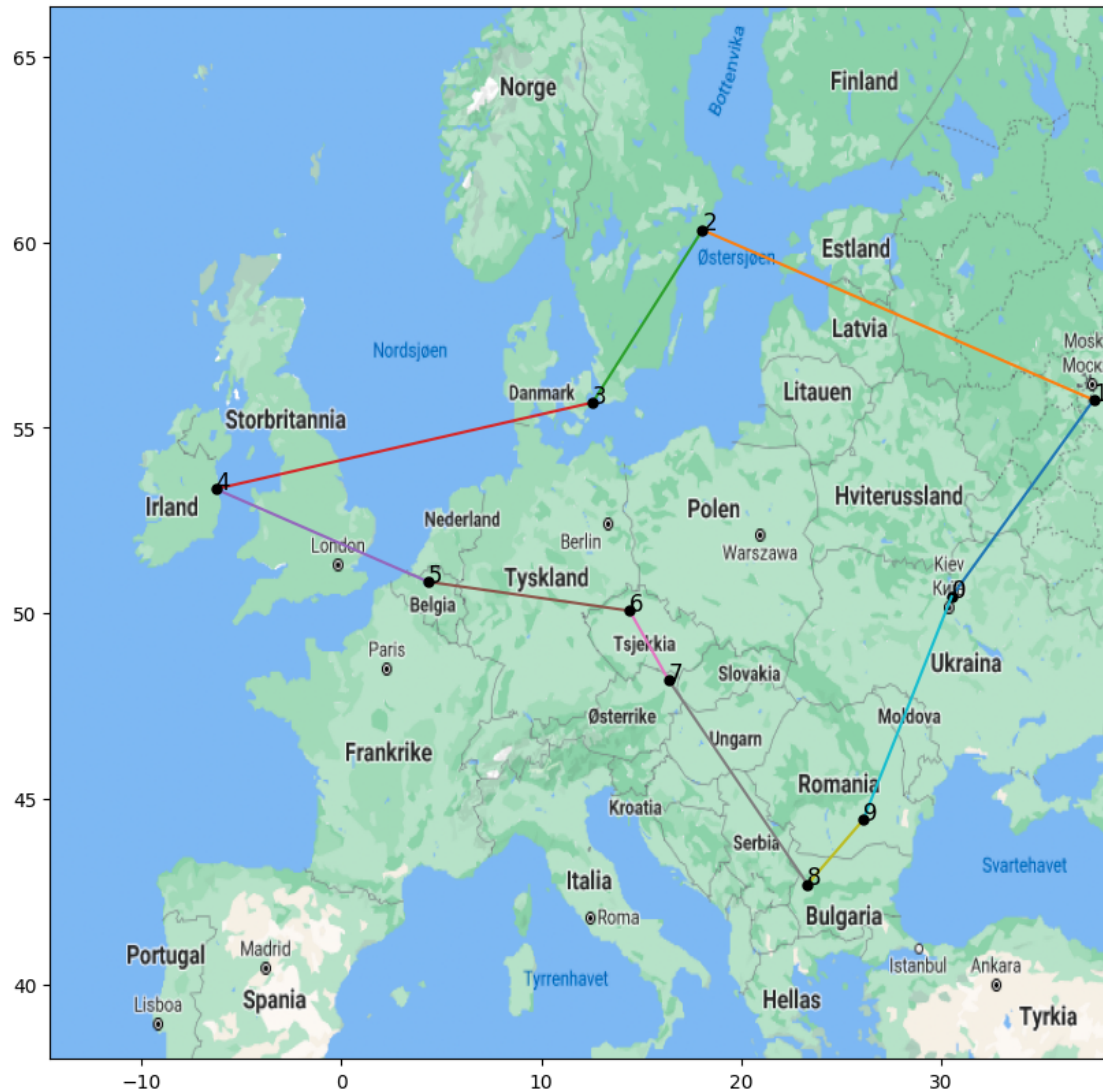 65
60
55
50
45
40
−10
0
10
20
30
Norge
Bottenvika
Finland
2
Østersjøen
Estland
Latvia
Nordsjøen
Danmark
3
Litauen
Mosk
Моск
1
Storbritannia
4
Irland
Nederland
Polen
Hviterussland
London
Berlin
Warszawa
Kiev
5
Tyskland
0
Belgia
6
Tsjekkia
7
Slovakia
Ukraina
Paris
Østerrike
Ungarn
Moldova
Frankrike
Romania
Kroatia
9
Serbia
Svartehavet
8
Italia
Roma
Bulgaria
Portugal
Madrid
Istanbul
Ankara
Tyrrenhavet
Lisboa
Spania
Hellas
Tyrkia